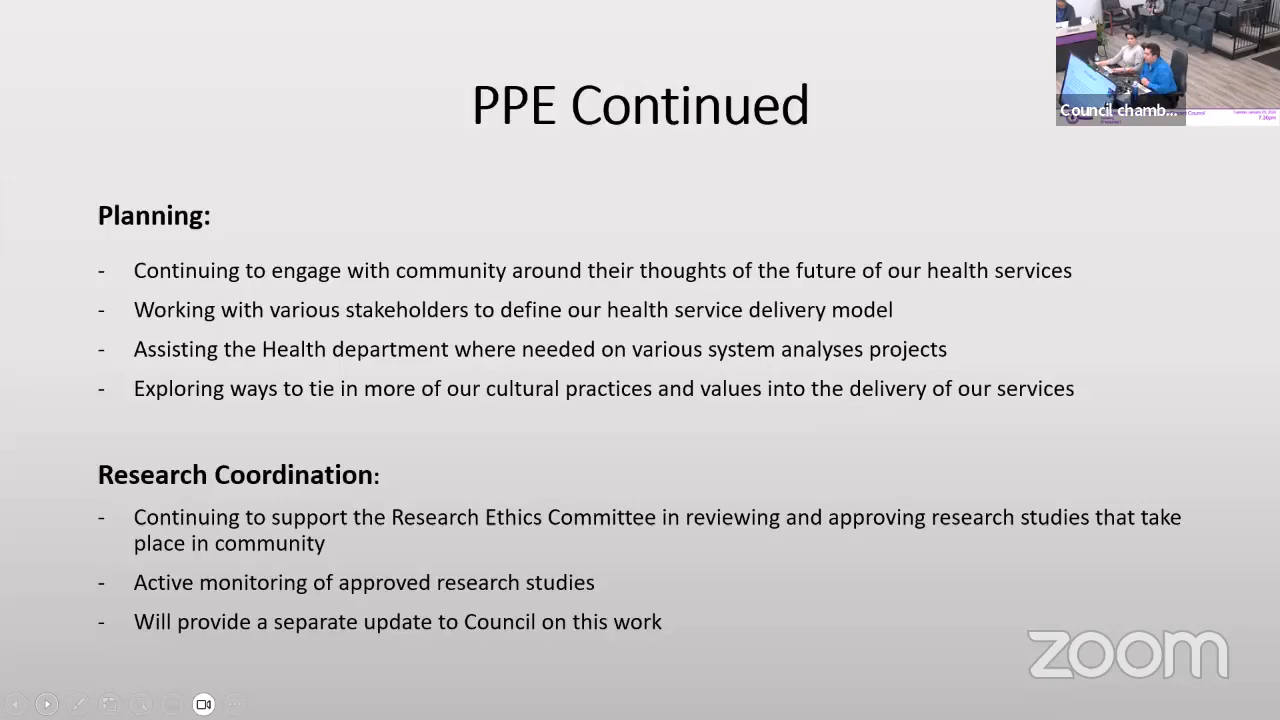 PPE Continued
Council chamb...
Council
7:30pm
Planning:
- Continuing to engage with community around their thoughts of the future of our health services
- Working with various stakeholders to define our health service delivery model
- Assisting the Health department where needed on various system analyses projects
- Exploring ways to tie in more of our cultural practices and values into the delivery of our services
Research Coordination:
- Continuing to support the Research Ethics Committee in reviewing and approving research studies that take
place in community
- Active monitoring of approved research studies
- Will provide a separate update to Council on this work
zoom